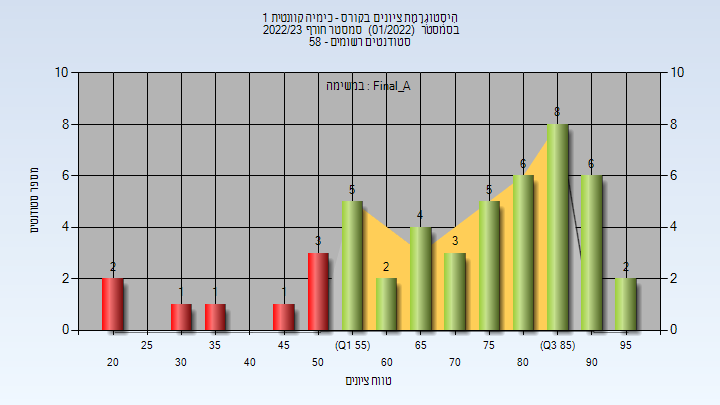 היסטוגרמת ציונים בקורס - כימיה קוונטית 1
בסמסטר (01/2022) סמסטר חורף 2022/23
סטודנטים רשומים - 58
במשימה : Final_A
10 10
8 8
6 6
4 4
2 2
0 0
2 1 1 1 3 5 2 4 3 5 6 8 6 2
מספר סטודנטים
25 35 45 (Q1 55) 65 75 (Q3 85) 95
20 30 40 50 60 70 80 90
טווח ציונים